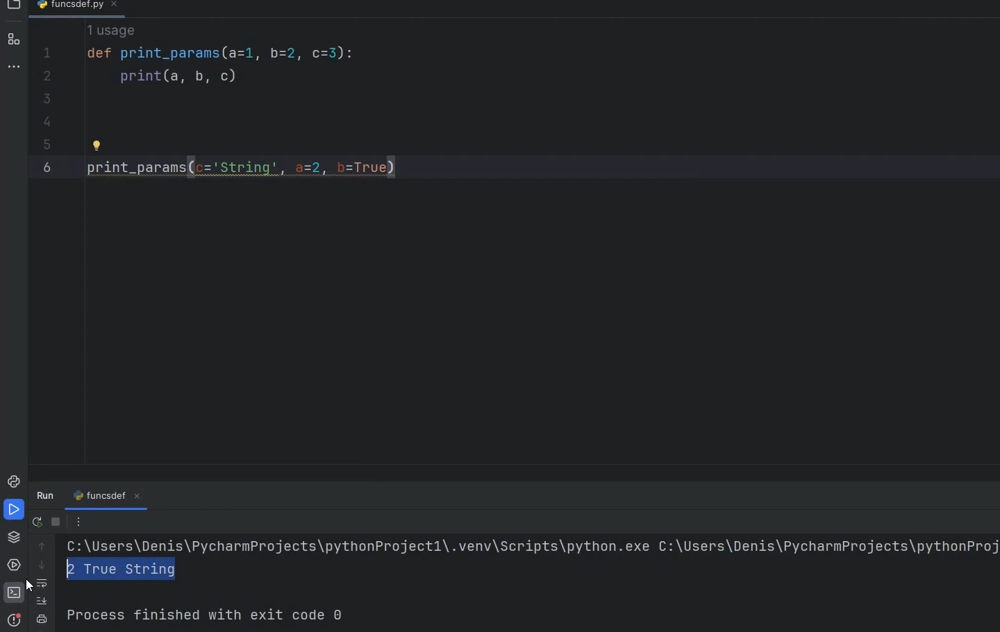 funcsdef.py
1 usage
1 def print_params(a=1, b=2, c=3):
2 print(a, b, c)
3
4
5
6 print_params(c='String', a=2, b=True)
Run funcsdef
C:\Users\Denis\PycharmProjects\pythonProject1\.venv\Scripts\python.exe C:\Users\Denis\PycharmProjects\pythonProj
2 True String
Process finished with exit code 0